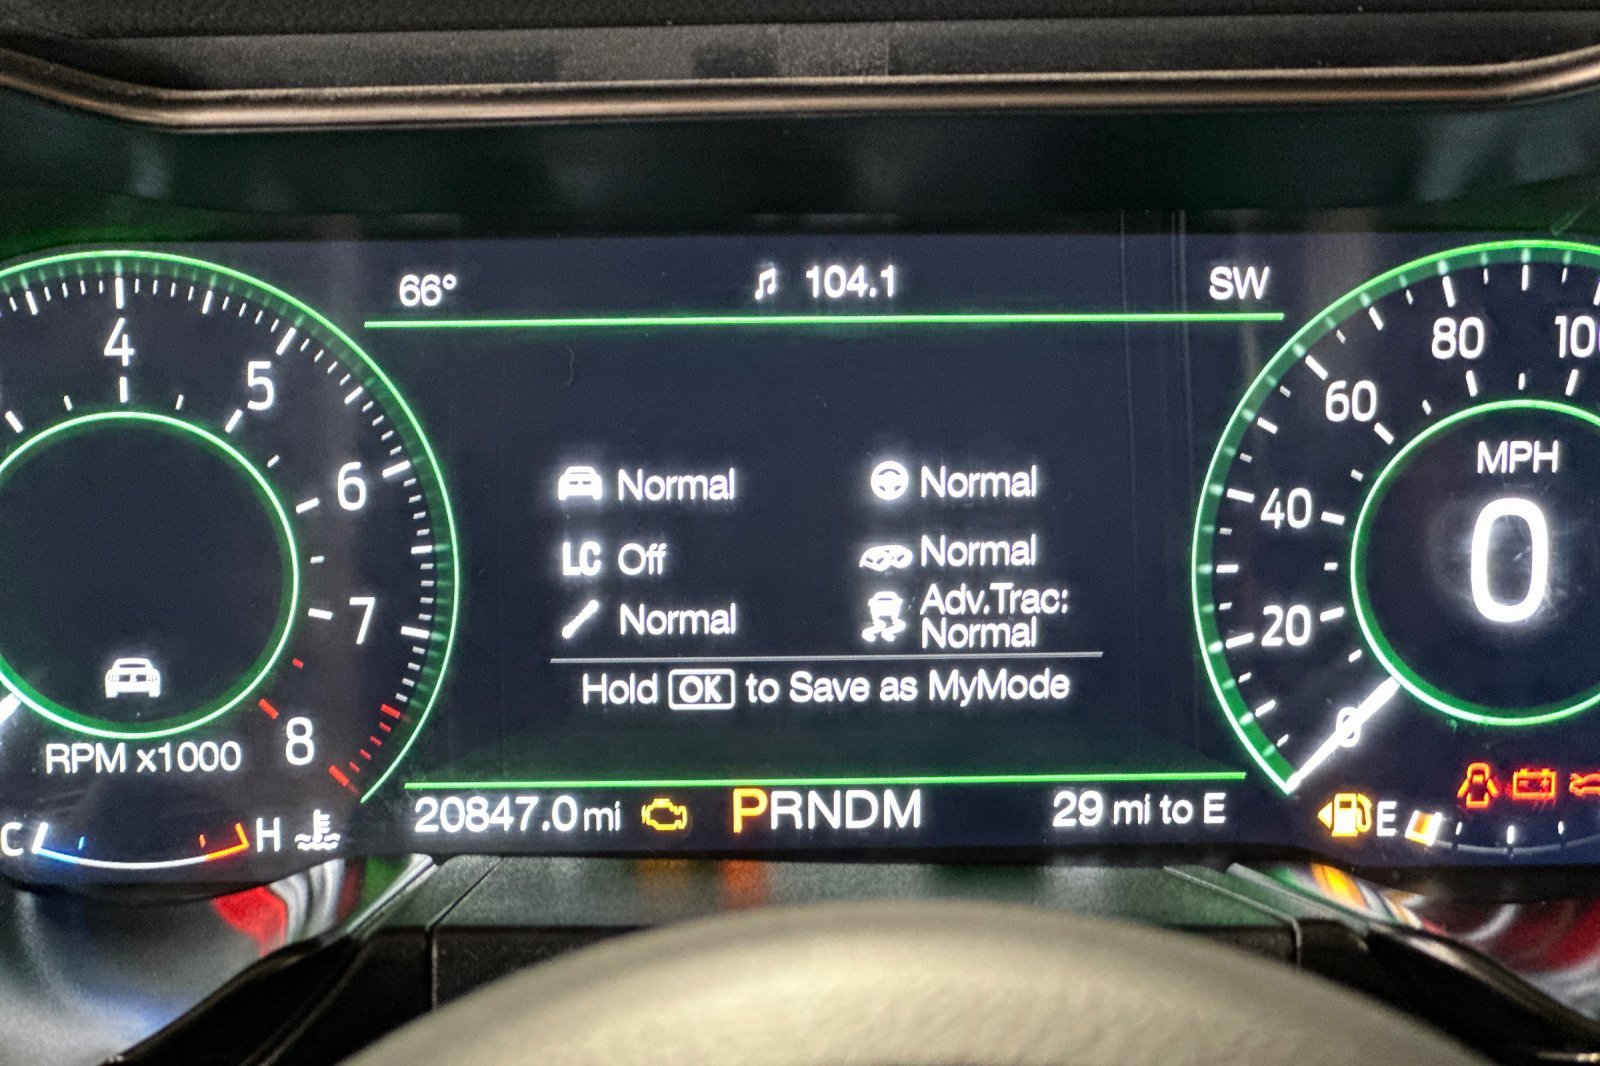 66° 104.1 SW
4
5
6
7
8
RPM x1000
C H
Normal Normal
LC Off Normal
Normal Adv.Trac:
Normal
Hold OK to Save as MyMode
20847.0 mi PRNDM 29 mi to E
80
60
40
20
0
MPH
0
E